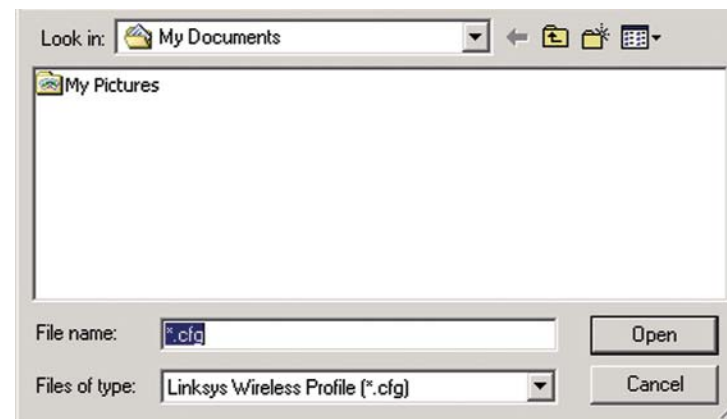 Look in: My Documents
My Pictures
File name: *.cfg Open
Files of type: Linksys Wireless Profile (*.cfg) Cancel